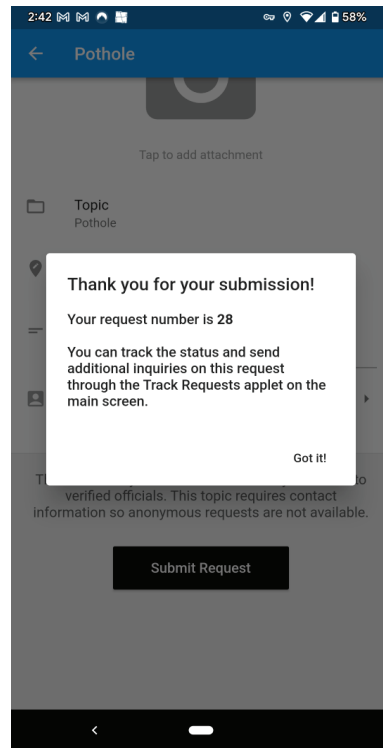 2:42 58%
Pothole
Tap to add attachment
Topic
Pothole
Thank you for your submission!
Your request number is 28
You can track the status and send
additional inquiries on this request
through the Track Requests applet on the
main screen.
Got it!
to
verified officials. This topic requires contact
information so anonymous requests are not available.
Submit Request